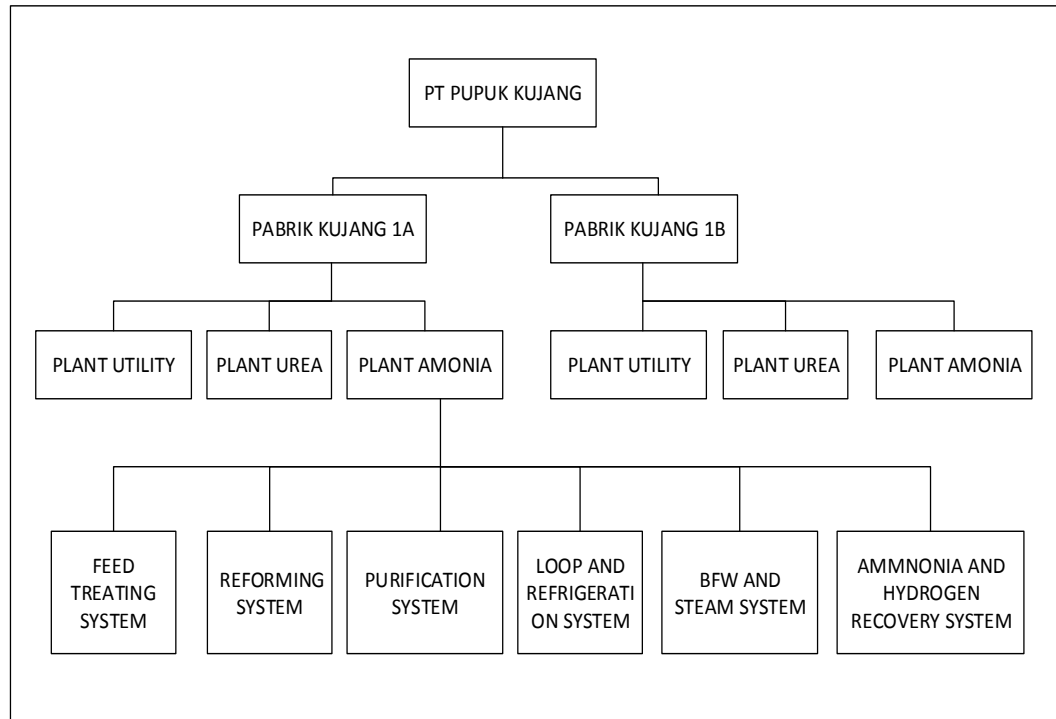 PT PUPUK KUJANG
PABRIK KUJANG 1A
PABRIK KUJANG 1B
PLANT UTILITY
PLANT UREA
PLANT AMONIA
PLANT UTILITY
PLANT UREA
PLANT AMONIA
FEED
TREATING
SYSTEM
REFORMING
SYSTEM
PURIFICATION
SYSTEM
LOOP AND
REFRIGERATI
ON SYSTEM
BFW AND
STEAM SYSTEM
AMMNONIA AND
HYDROGEN
RECOVERY SYSTEM